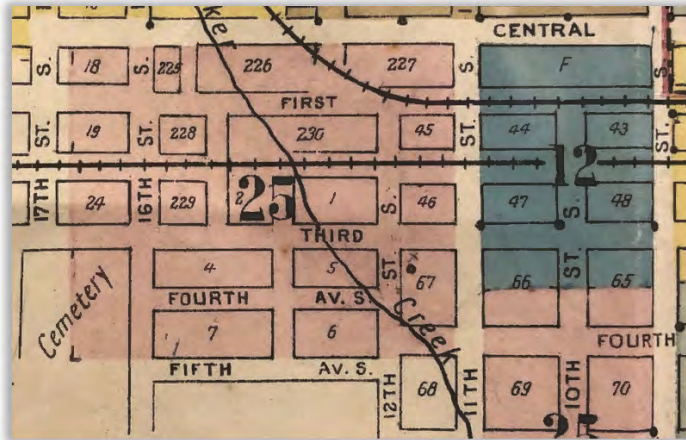 CENTRAL
18
S.
225
226
227
S.
F
S
FIRST
19
ST.
ST.
228
230
45
ST.
44
43
ST.
12
17TH
24
16TH
229
2
25
1
S.
46
47
S.
48
THIRD
Cemetery
4
5
ST.
67
66
ST.
65
FOURTH
AV. S.
Creek
7
6
FOURTH
FIFTH
AV. S.
12TH
68
11TH
69
10TH
70